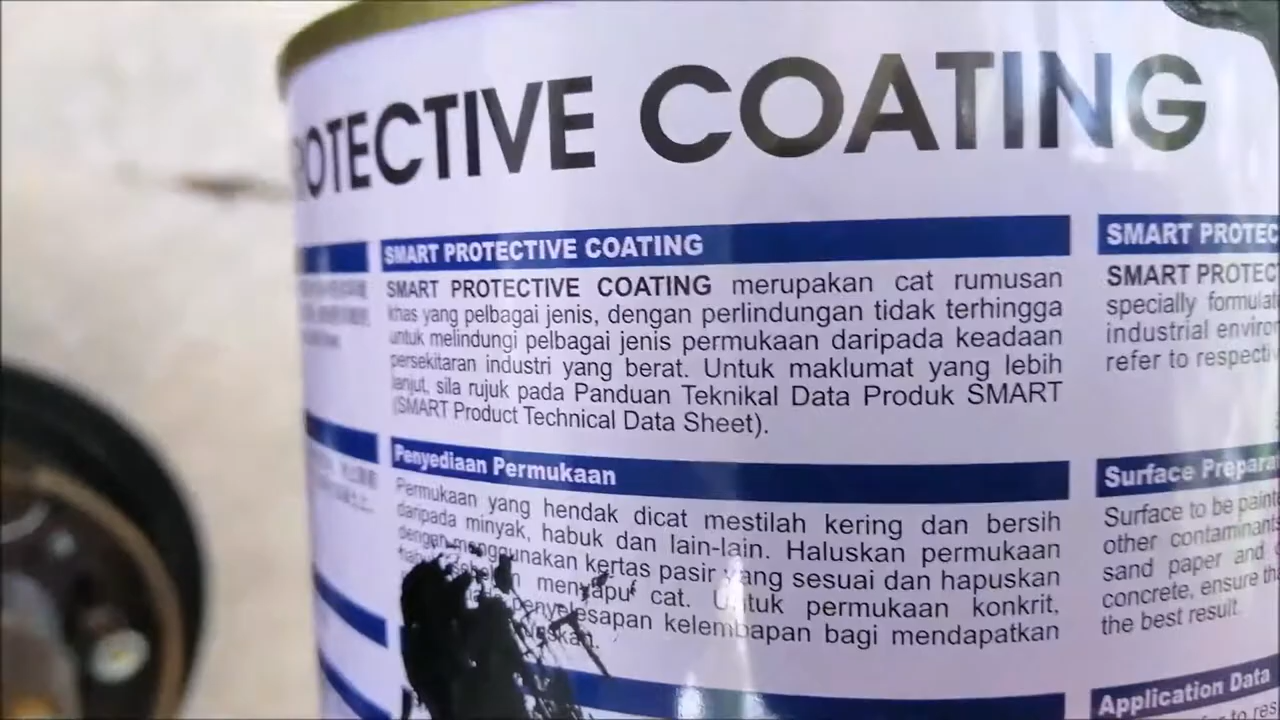 PROTECTIVE COATING
SMART PROTECTIVE COATING
SMART PROTECTIVE COATING merupakan cat rumusan
khas yang pelbagai jenis, dengan perlindungan tidak terhingga
untuk melindungi pelbagai jenis permukaan daripada keadaan
persekitaran industri yang berat. Untuk maklumat yang lebih
lanjut, sila rujuk pada Panduan Teknikal Data Produk SMART
(SMART Product Technical Data Sheet).
Penyediaan Permukaan
Permukaan yang hendak dicat mestilah kering dan bersih
daripada minyak, habuk dan lain-lain. Haluskan permukaan
dengan menggunakan kertas pasir yang sesuai dan hapuskan
menyapu cat. Untuk permukaan konkrit,
penyelesapan kelembapan bagi mendapatkan
SMART PROTEC
SMART PROTEC
specially formulat
industrial enviro
refer to respecti
Surface Prepara
Surface to be paint
other contaminant
sand paper and
concrete, ensure th
the best result.
Application Data
to res